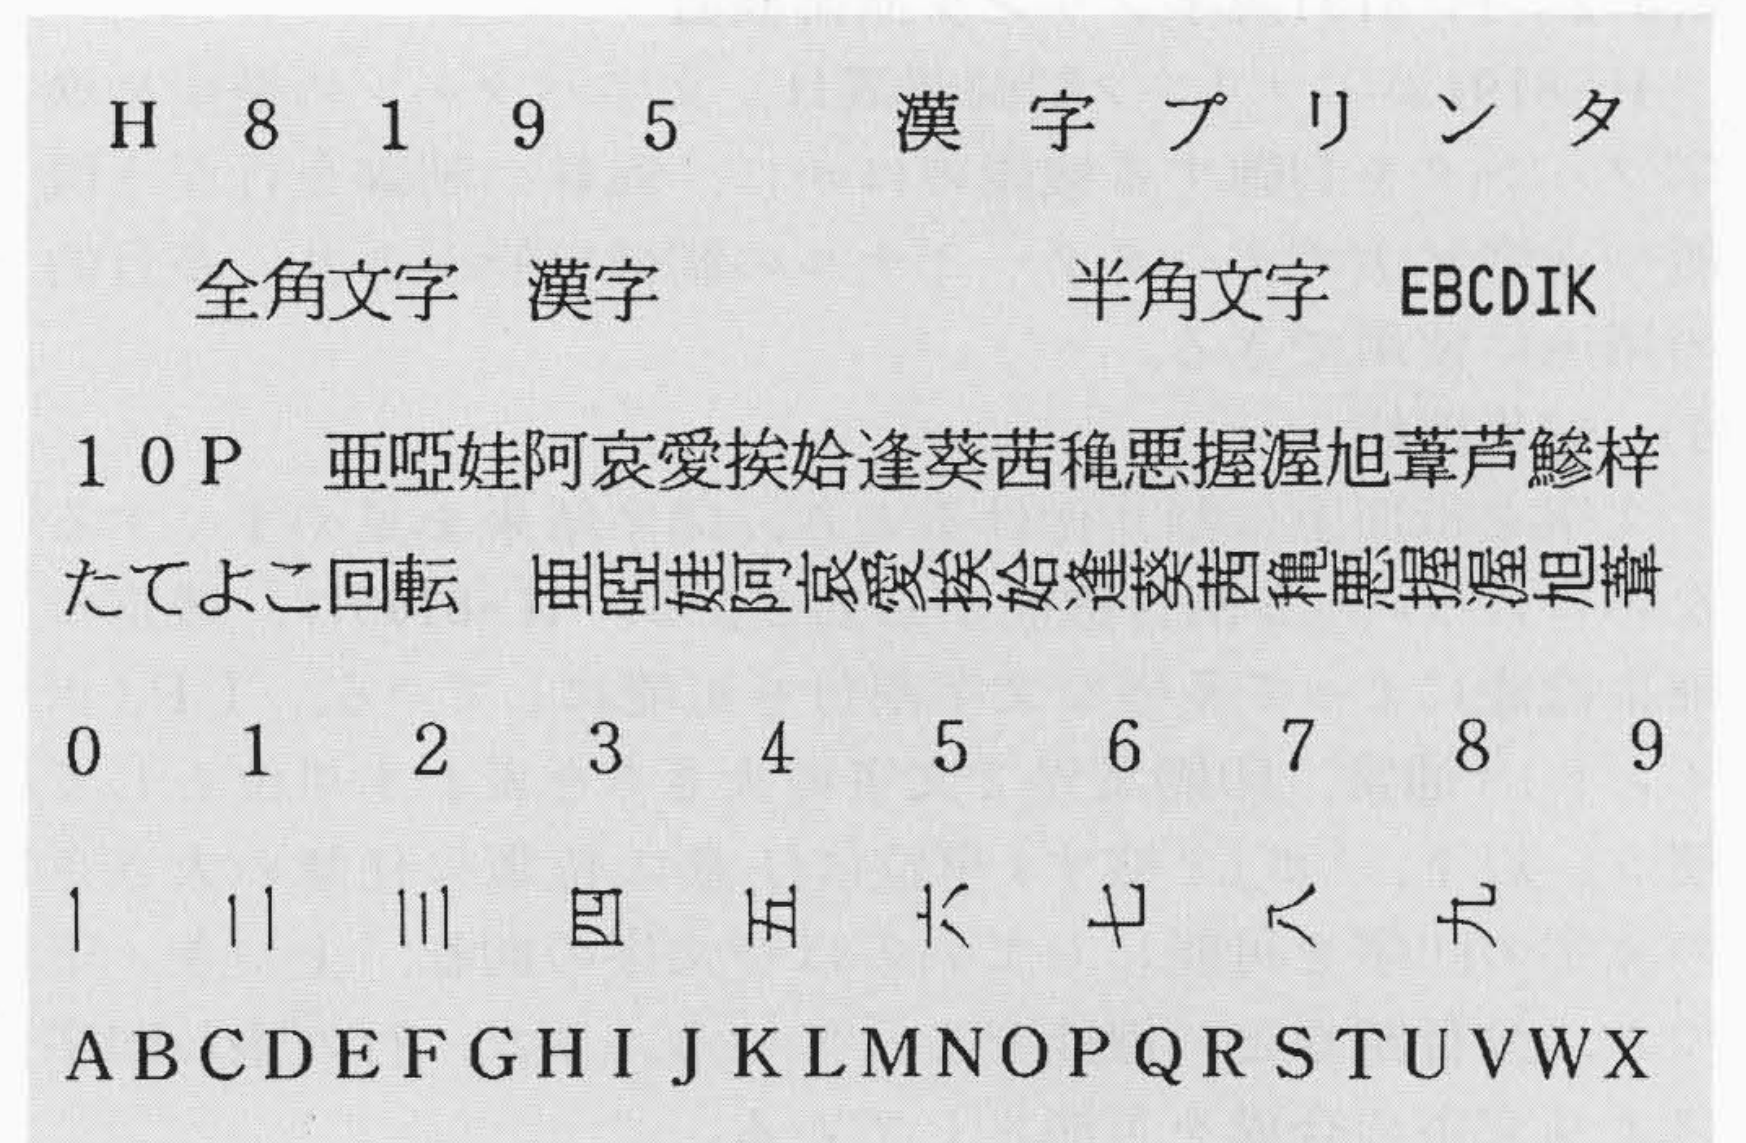 H 8 1 9 5 漢 字 プ リ ン タ
全角文字 漢字 半角文字 EBCDIK
10P 亜啞娃阿哀愛挨姶逢葵茜穐悪握渥旭葦芦鯵梓
たてよこ回転 亜啞娃阿哀愛挨姶逢葵茜穐悪握渥旭葦
0 1 2 3 4 5 6 7 8 9
一 二 三 四 五 六 七 八 九
A B C D E F G H I J K L M N O P Q R S T U V W X